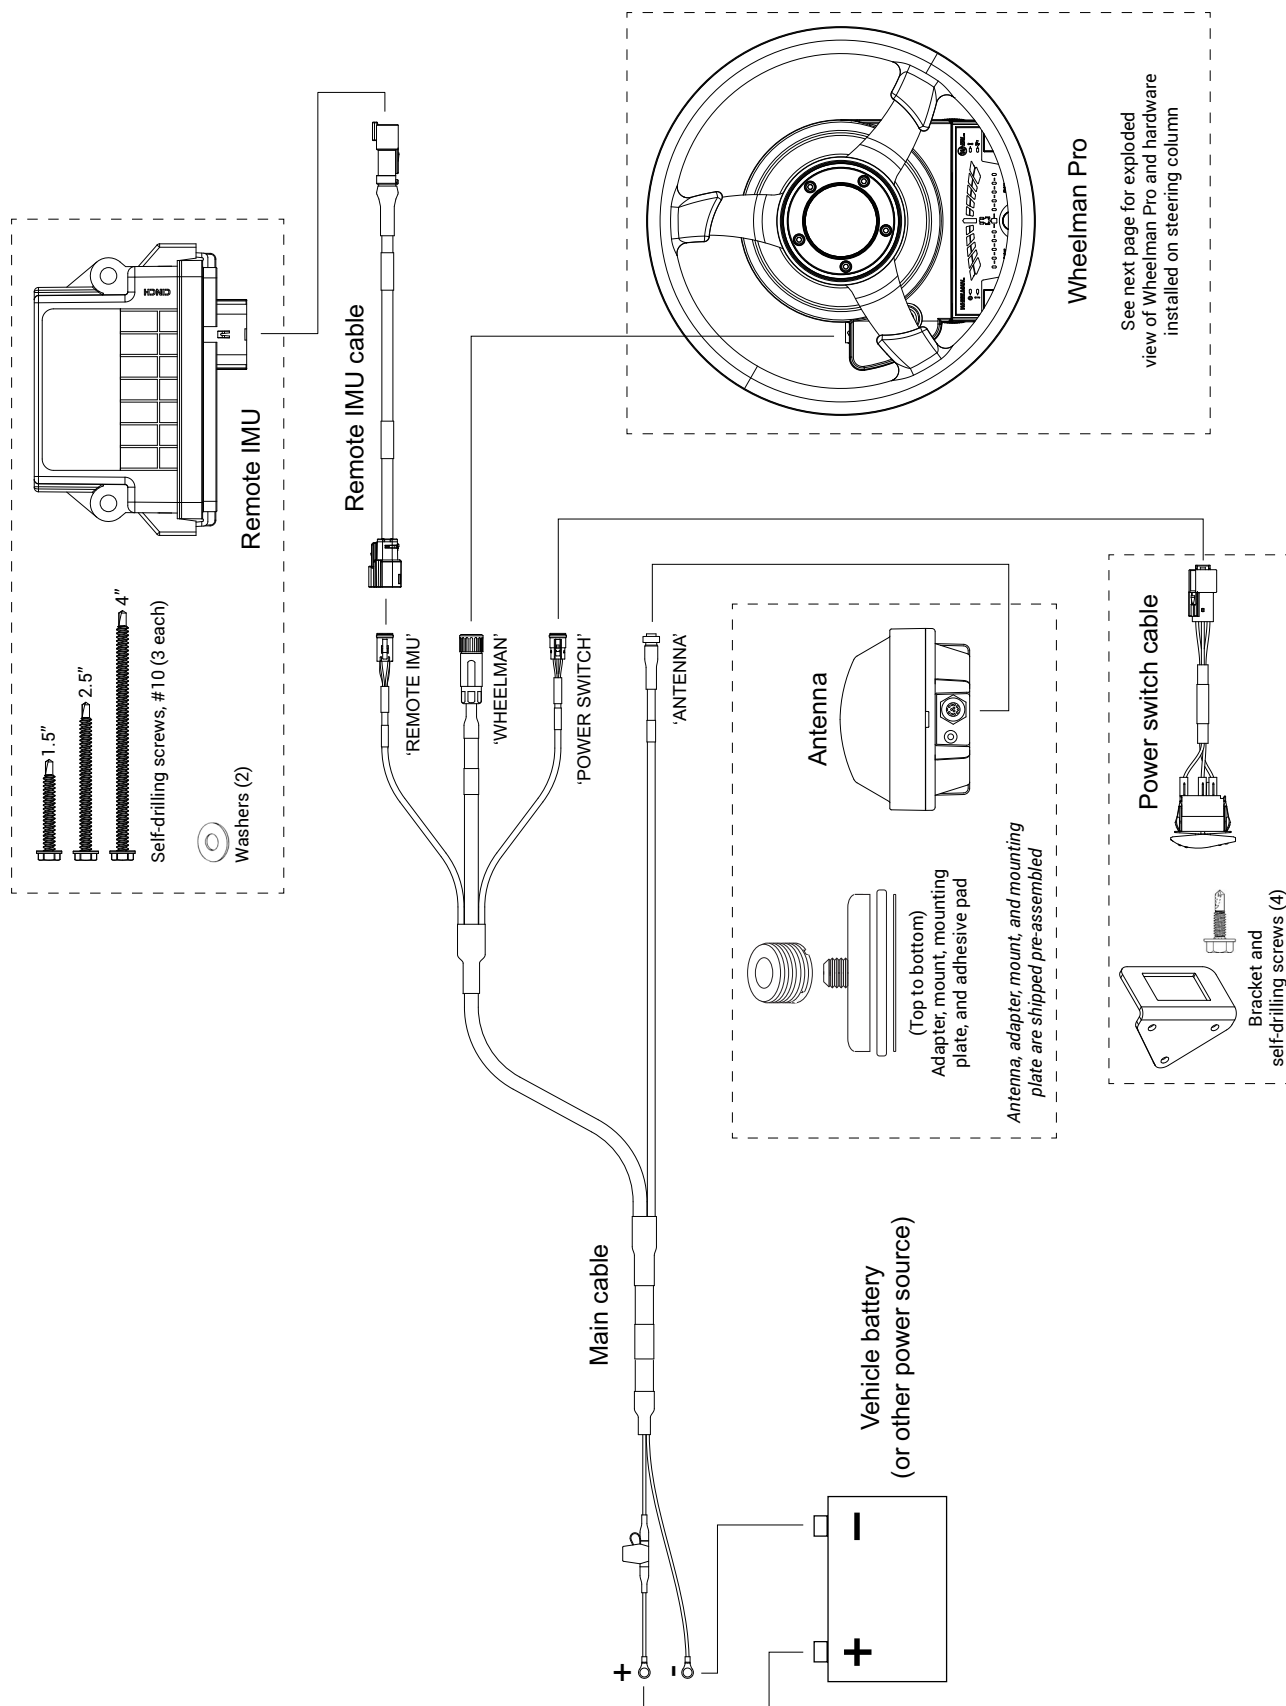 1.5”
2.5”
4”
Self-drilling screws, #10 (3 each)
Washers (2)
CINCH
Remote IMU
Remote IMU cable
‘REMOTE IMU’
‘WHEELMAN’
‘POWER SWITCH’
‘ANTENNA’
Main cable
+
-
Vehicle battery
(or other power source)
+
−
Wheelman Pro
See next page for exploded
view of Wheelman Pro and hardware
installed on steering column
Antenna
(Top to bottom)
Adapter, mount, mounting
plate, and adhesive pad
Antenna, adapter, mount, and mounting
plate are shipped pre-assembled
Power switch cable
Bracket and
self-drilling screws (4)